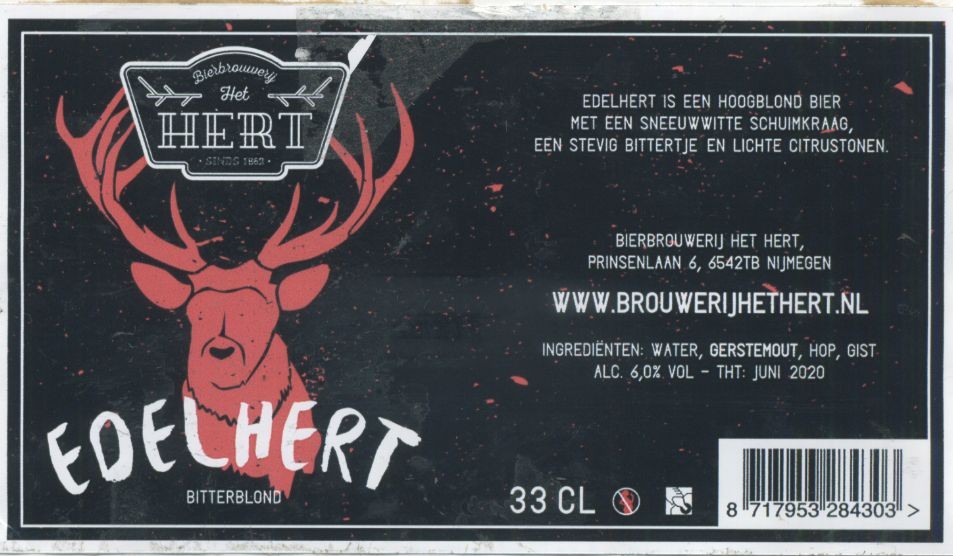 Bierbrouwerij
Het
HERT
• SINDS 1862 •
EDELHERT
BITTERBLOND
EDELHERT IS EEN HOOGBLOND BIER
MET EEN SNEEUWWITTE SCHUIMKRAAG,
EEN STEVIG BITTERTJE EN LICHTE CITRUSTONEN.
BIERBROUWERIJ HET HERT,
PRINSENLAAN 6, 6542TB NIJMEGEN
WWW.BROUWERIJHETHERT.NL
INGREDIËNTEN: WATER, GERSTEMOUT, HOP, GIST
ALC. 6,0% VOL – THT: JUNI 2020
33 CL
8 717953 284303 >